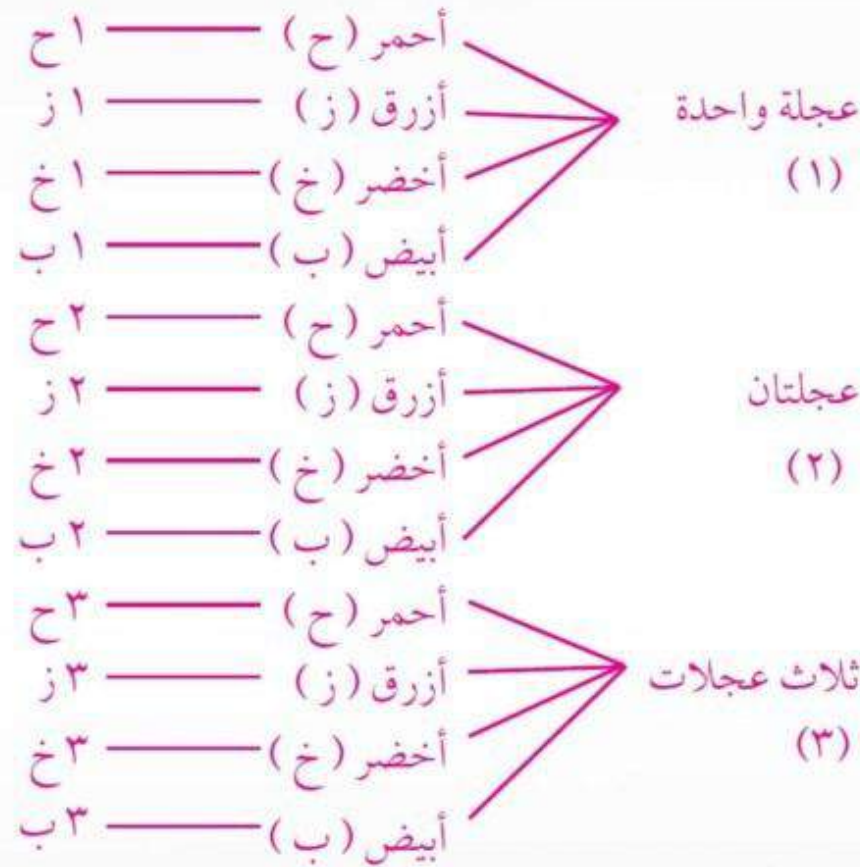 أحمر (ح) ١ح
عجلة واحدة أزرق (ز) ١ز
(١) أخضر (خ) ١خ
أبيض (ب) ١ب
أحمر (ح) ٢ح
عجلتان أزرق (ز) ٢ز
(٢) أخضر (خ) ٢خ
أبيض (ب) ٢ب
أحمر (ح) ٣ح
ثلاث عجلات أزرق (ز) ٣ز
(٣) أخضر (خ) ٣خ
أبيض (ب) ٣ب